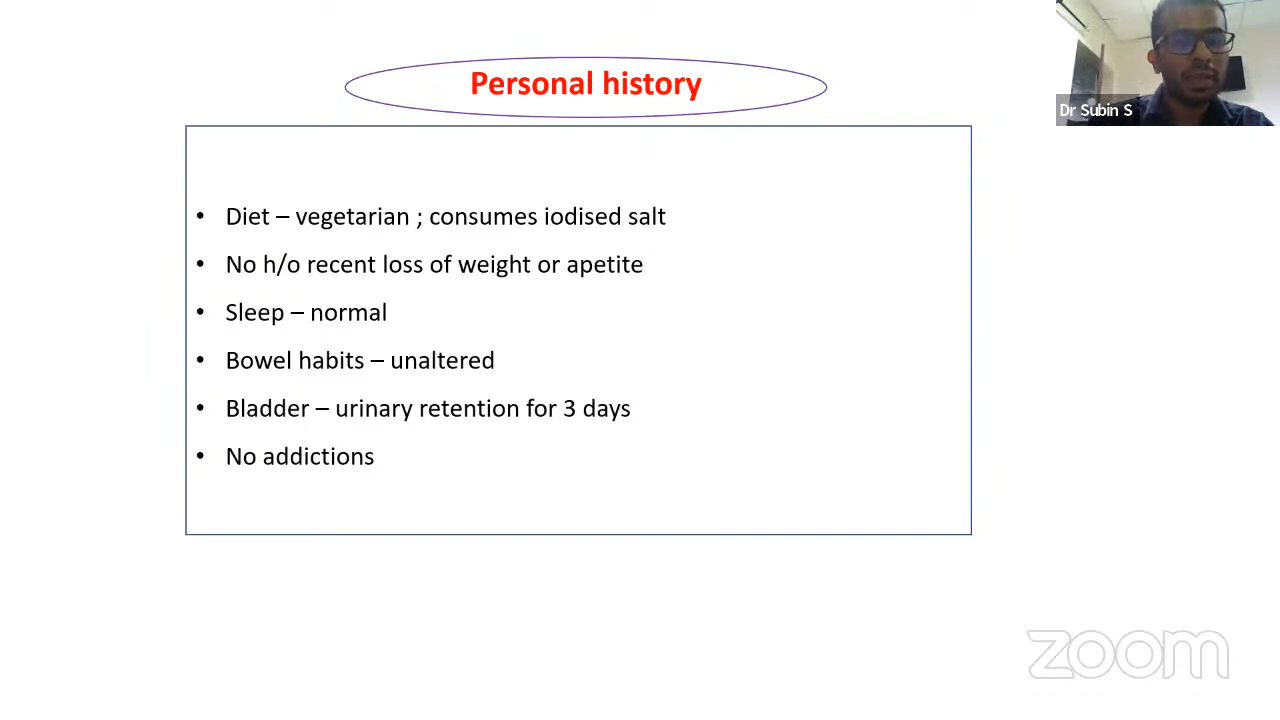 Personal history
Dr Subin S
• Diet – vegetarian ; consumes iodised salt
• No h/o recent loss of weight or apetite
• Sleep – normal
• Bowel habits – unaltered
• Bladder – urinary retention for 3 days
• No addictions
zoom